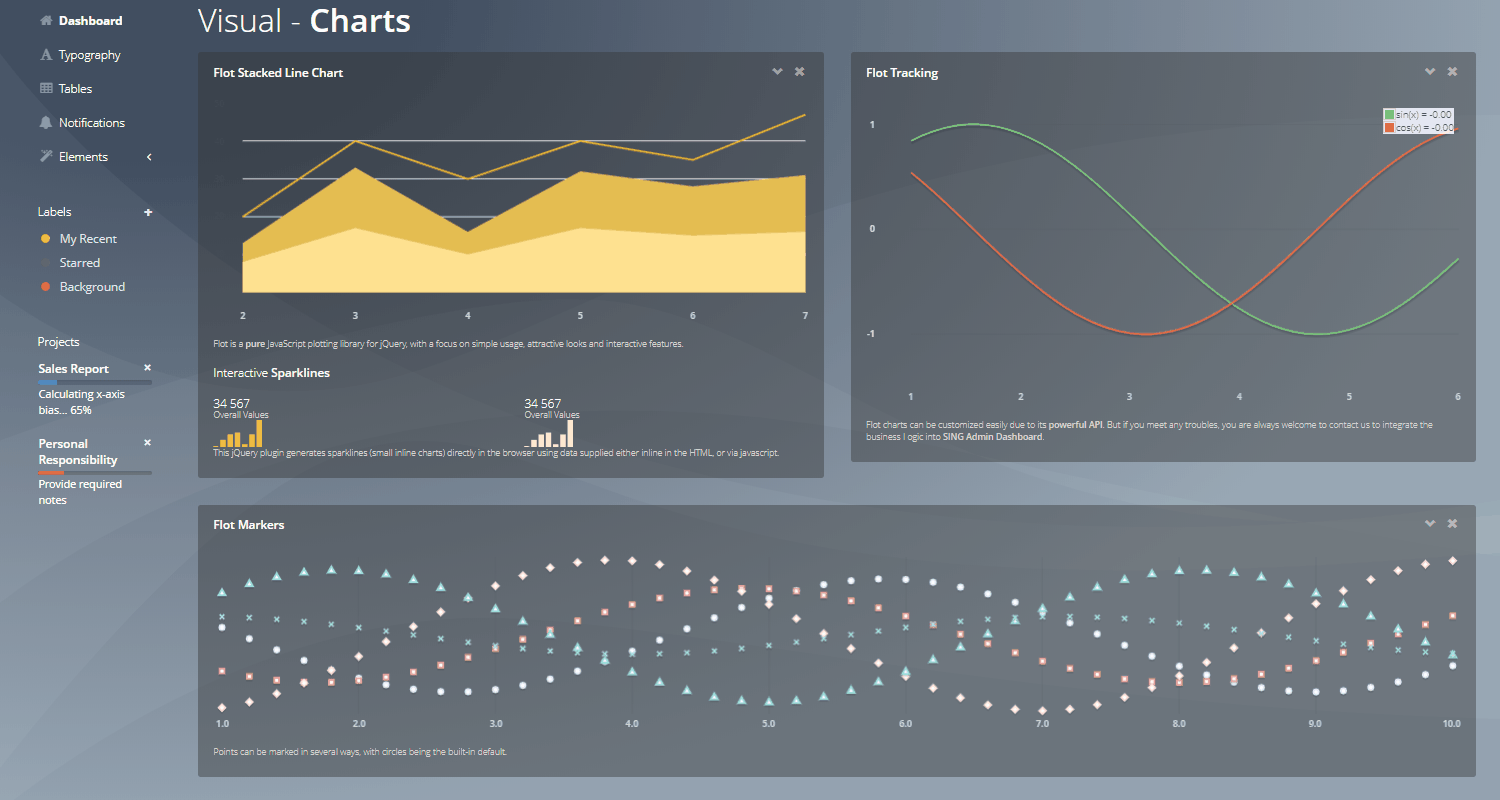 Dashboard
Typography
Tables
Notifications
Elements
Labels
My Recent
Starred
Background
Projects
Sales Report
Calculating x-axis
bias... 65%
Personal
Responsibility
Provide required
notes
Visual - Charts
Flot Stacked Line Chart
2 3 4 5 6 7
Flot is a pure JavaScript plotting library for jQuery, with a focus on simple usage, attractive looks and interactive features.
Interactive Sparklines
34 567 34 567
Overall Values Overall Values
This jQuery plugin generates sparklines (small inline charts) directly in the browser using data supplied either inline in the HTML, or via javascript.
Flot Tracking
sin(x) = -0.00
cos(x) = -0.00
1
0
-1
1 2 3 4 5 6
Flot charts can be customized easily due to its powerful API. But if you meet any troubles, you are always welcome to contact us to integrate the
business l ogic into SING Admin Dashboard.
Flot Markers
1.0 2.0 3.0 4.0 5.0 6.0 7.0 8.0 9.0 10.0
Points can be marked in several ways, with circles being the built-in default.